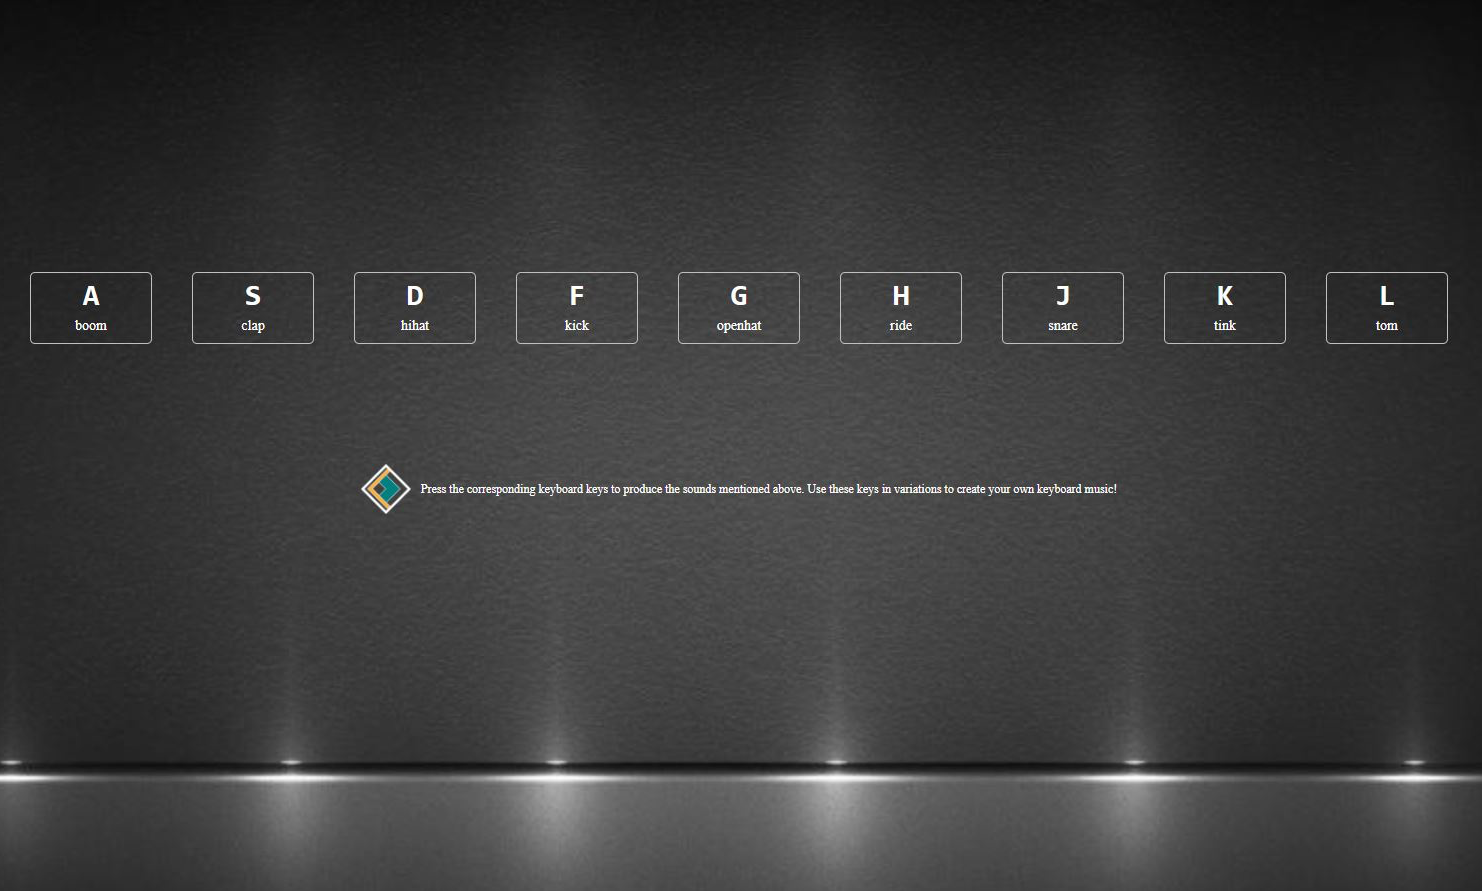 A S D F G H J K L
boom clap hihat kick openhat ride snare tink tom
Press the corresponding keyboard keys to produce the sounds mentioned above. Use these keys in variations to create your own keyboard music!